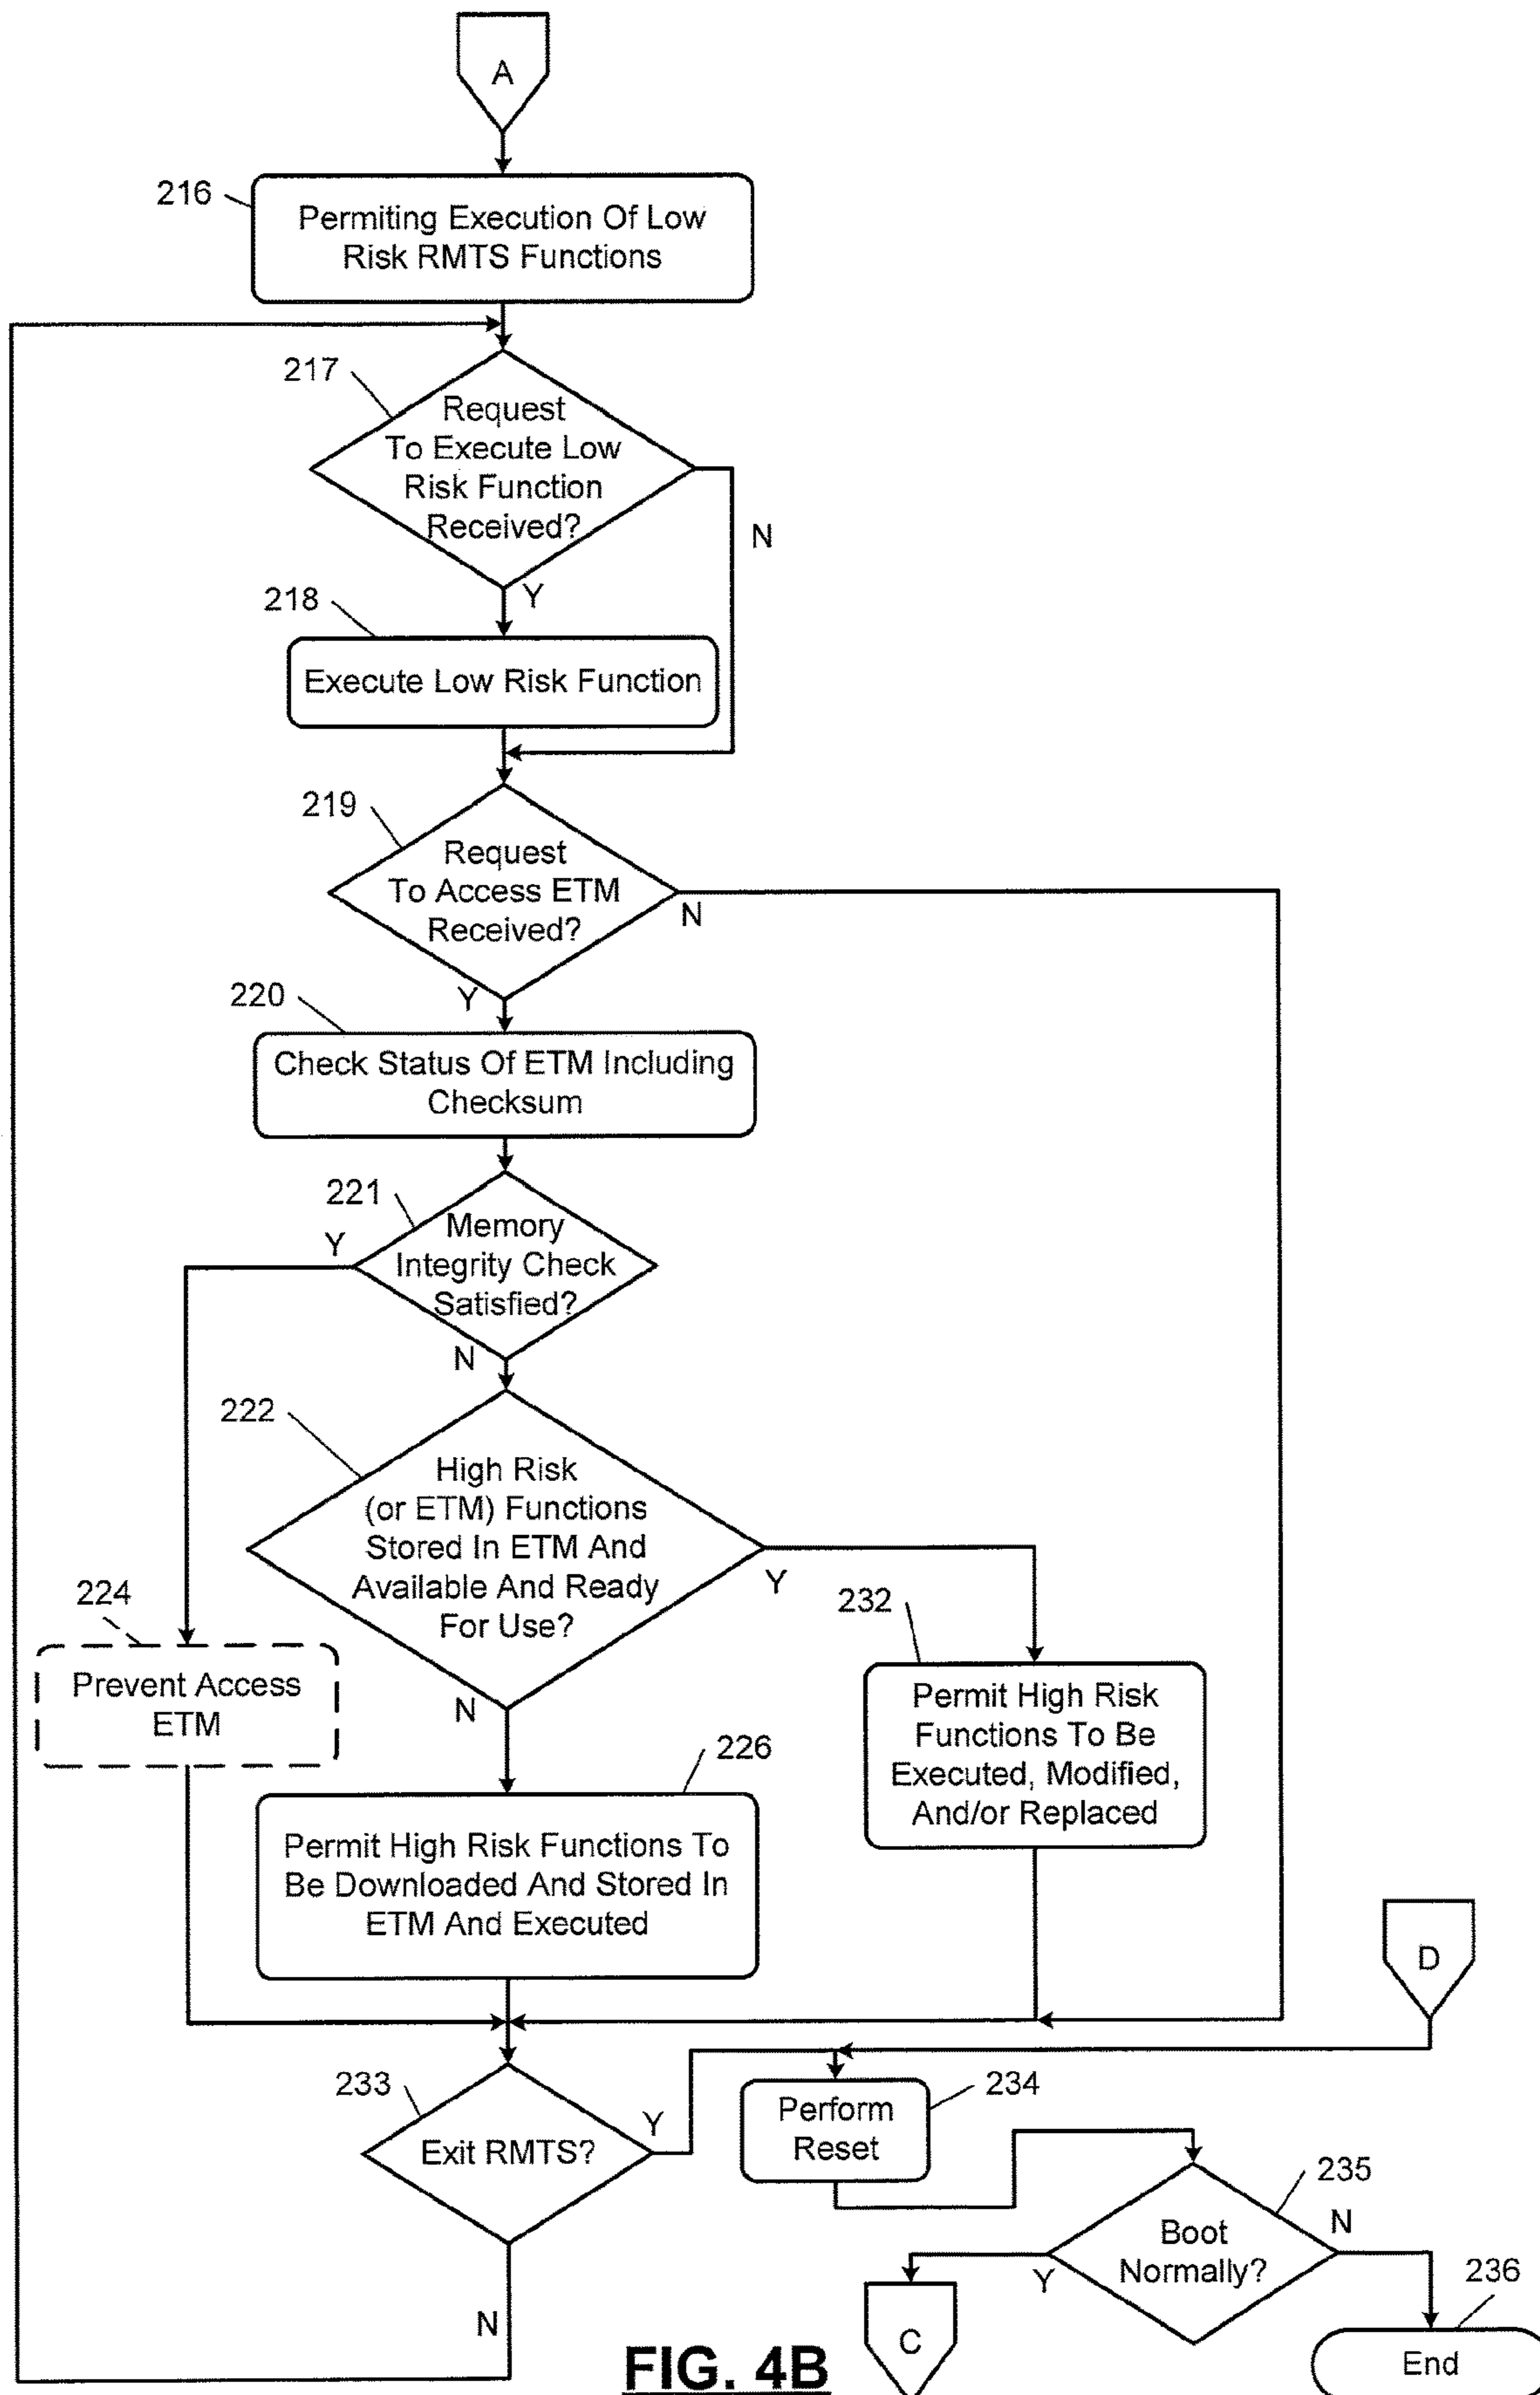 A
216
Permiting Execution Of Low
Risk RMTS Functions
217
Request
To Execute Low
Risk Function
Received?
N
Y
218
Execute Low Risk Function
219
Request
To Access ETM
Received?
N
Y
220
Check Status Of ETM Including
Checksum
221
Memory
Integrity Check
Satisfied?
Y
N
222
High Risk
(or ETM) Functions
Stored In ETM And
Available And Ready
For Use?
Y
N
224
Prevent Access
ETM
232
Permit High Risk
Functions To Be
Executed, Modified,
And/or Replaced
226
Permit High Risk Functions To
Be Downloaded And Stored In
ETM And Executed
D
233
Exit RMTS?
Y
N
234
Perform
Reset
235
Boot
Normally?
Y
N
C
236
End
FIG. 4B